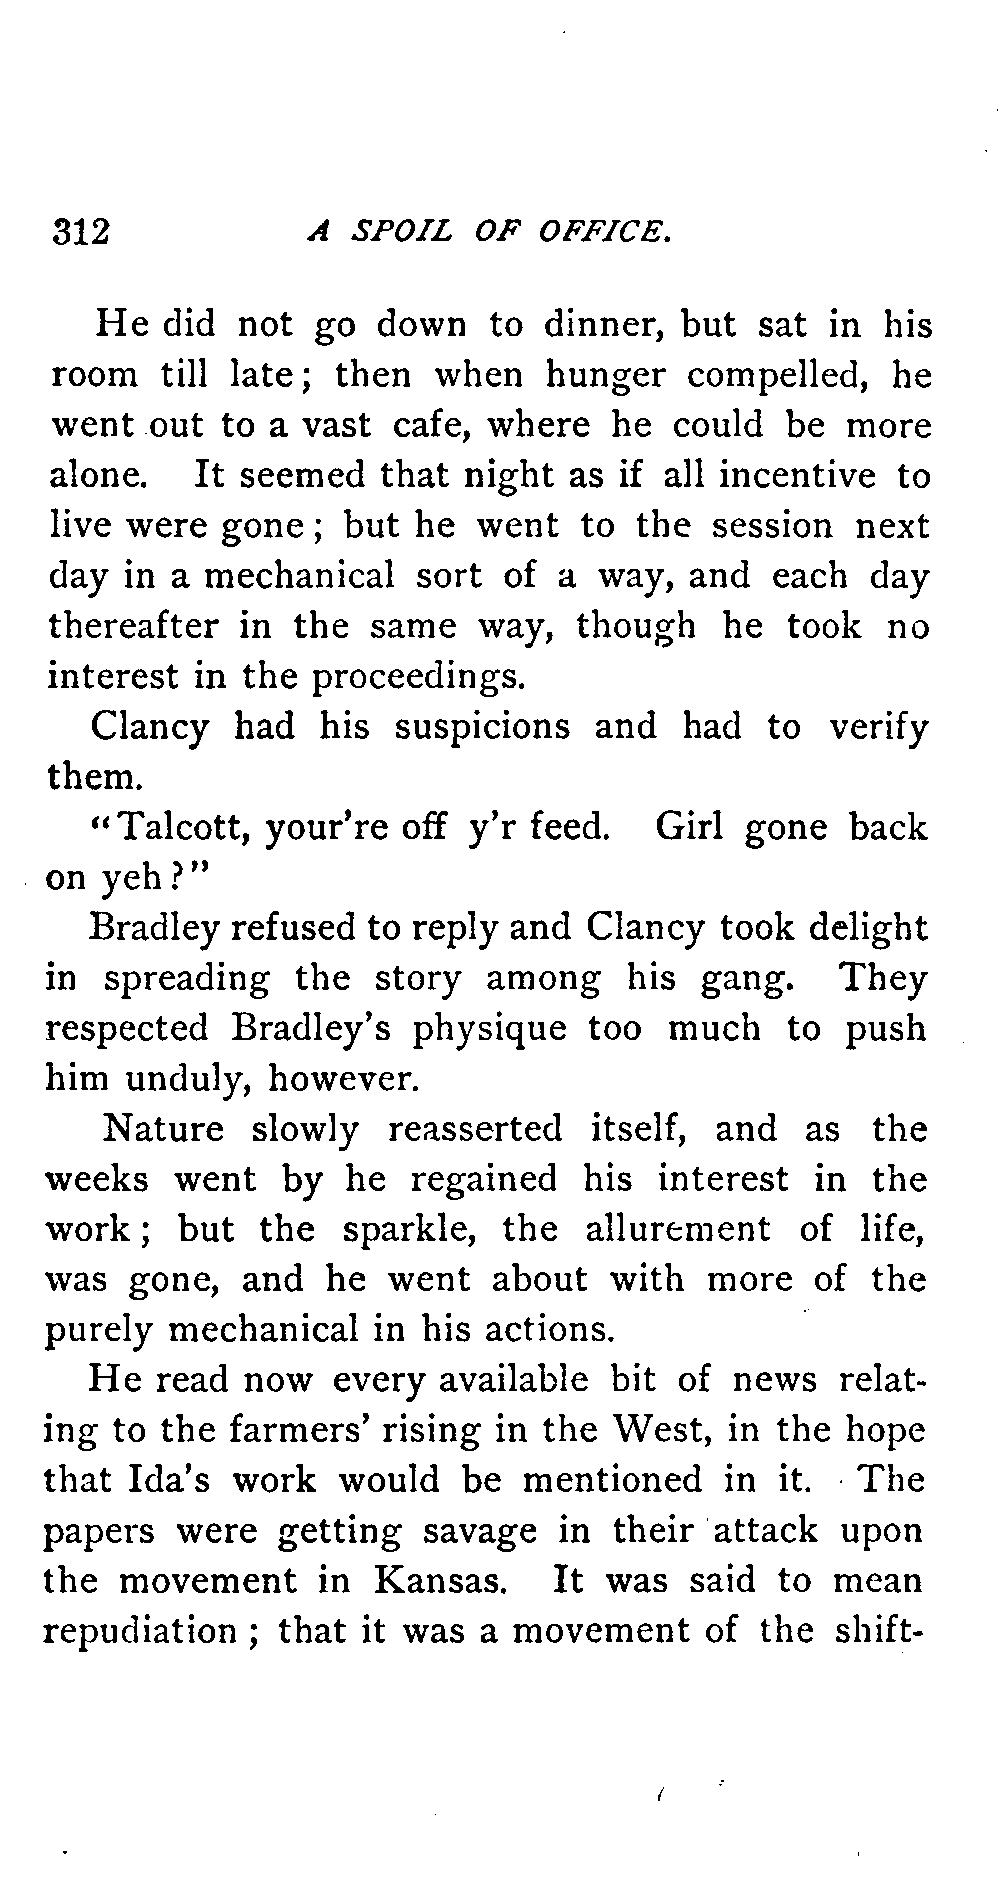 312 A SPOIL OF OFFICE.
He did not go down to dinner, but sat in his
room till late; then when hunger compelled, he
went out to a vast cafe, where he could be more
alone. It seemed that night as if all incentive to
live were gone; but he went to the session next
day in a mechanical sort of a way, and each day
thereafter in the same way, though he took no
interest in the proceedings.
Clancy had his suspicions and had to verify
them.
"Talcott, your're off y'r feed. Girl gone back
on yeh?"
Bradley refused to reply and Clancy took delight
in spreading the story among his gang. They
respected Bradley's physique too much to push
him unduly, however.
Nature slowly reasserted itself, and as the
weeks went by he regained his interest in the
work; but the sparkle, the allurement of life,
was gone, and he went about with more of the
purely mechanical in his actions.
He read now every available bit of news relat-
ing to the farmers' rising in the West, in the hope
that Ida's work would be mentioned in it. The
papers were getting savage in their attack upon
the movement in Kansas. It was said to mean
repudiation; that it was a movement of the shift-